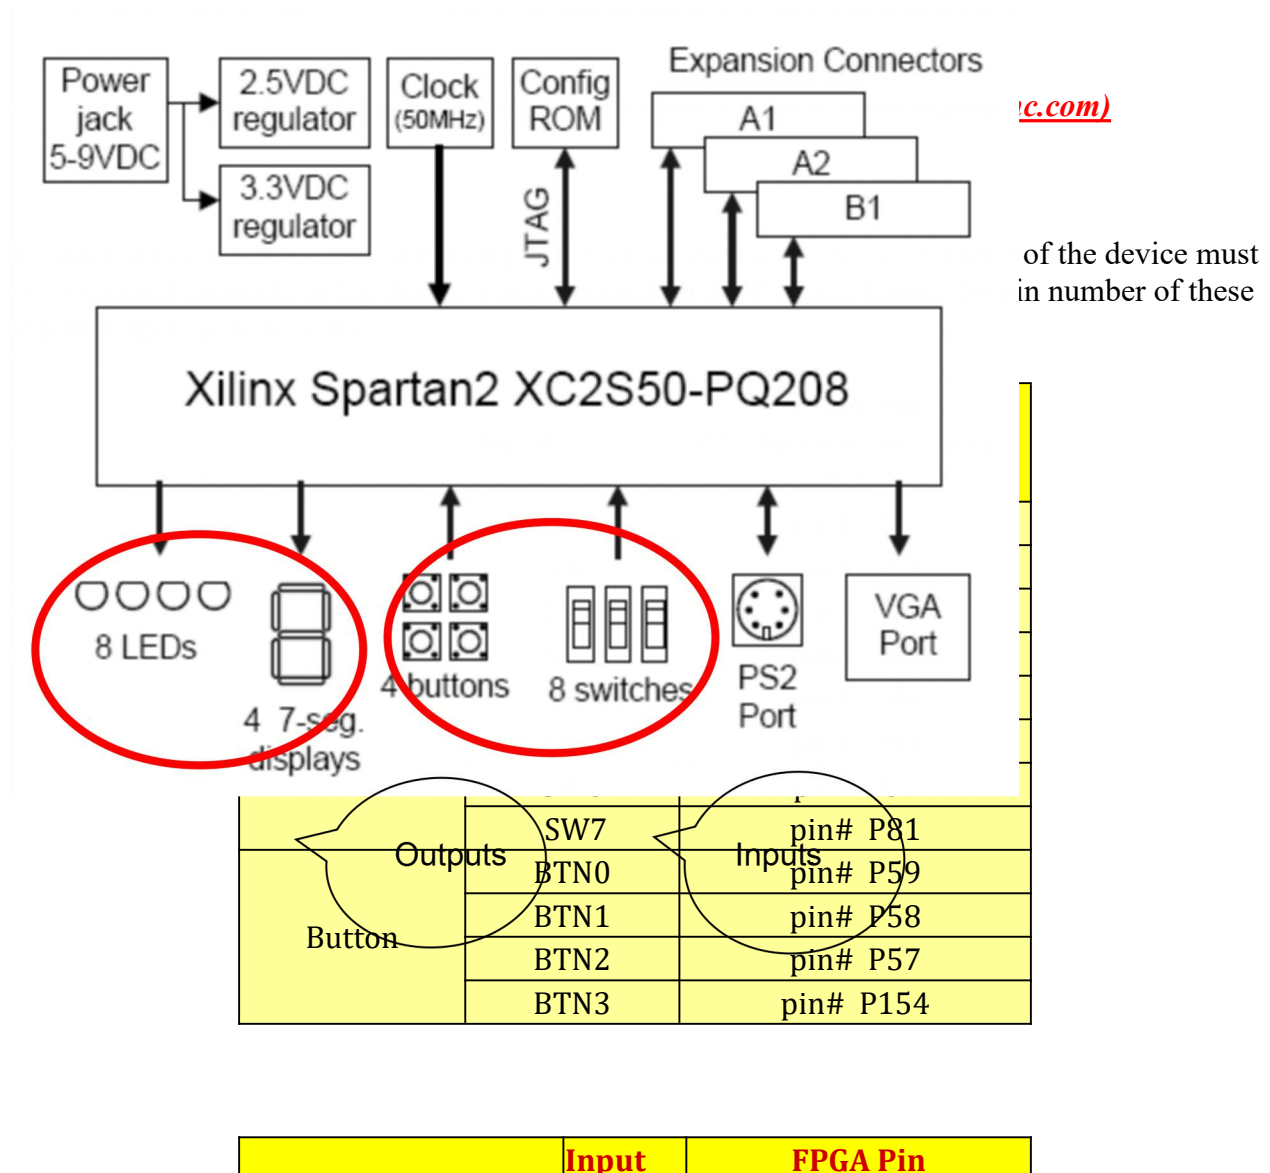 Expansion Connectors
Power
jack
5-9VDC
2.5VDC
regulator
3.3VDC
regulator
Clock
(50MHz)
Config
ROM
JTAG
A1
A2
B1
c.com)
of the device must
in number of these
Xilinx Spartan2 XC2S50-PQ208
8 LEDs
4 7-seg.
displays
4 buttons
8 switches
PS2
Port
VGA
Port
Outputs
Inputs
SW7 pin# P81
Button
BTN0 pin# P59
BTN1 pin# P58
BTN2 pin# P57
BTN3 pin# P154
Input FPGA Pin